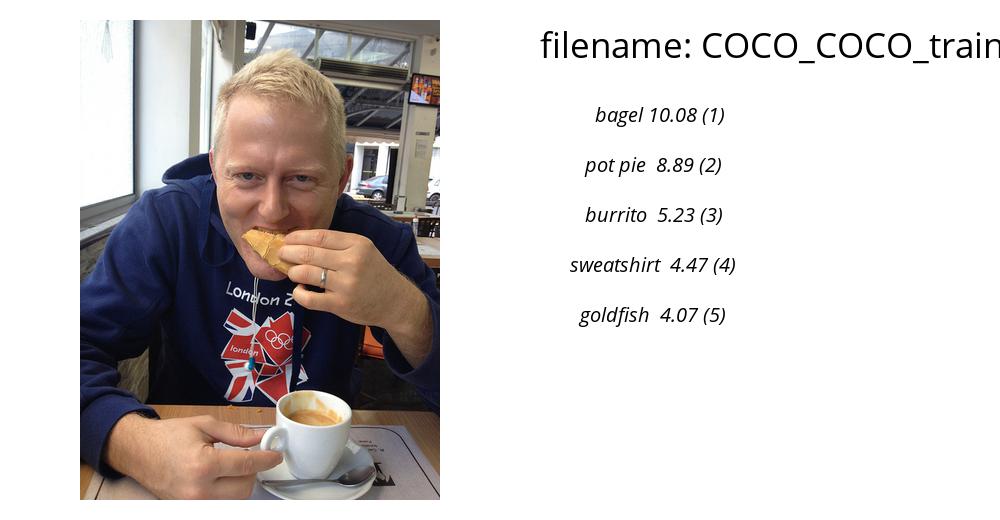 filename: COCO_COCO_train
bagel 10.08 (1)
pot pie 8.89 (2)
burrito 5.23 (3)
sweatshirt 4.47 (4)
goldfish 4.07 (5)
London 2
london